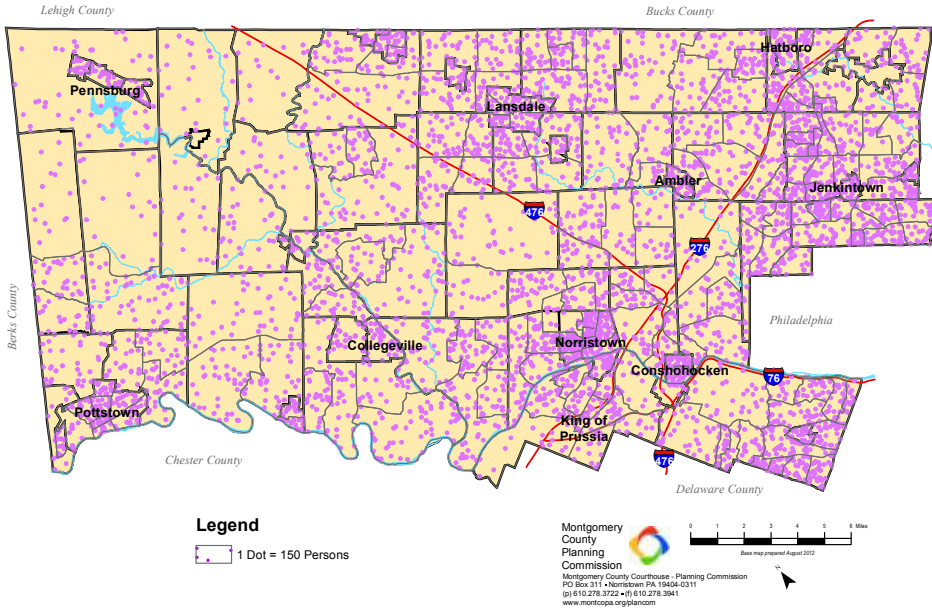 Lehigh County
Bucks County
Hatboro
Pennsburg
Lansdale
Ambler
Jenkintown
476
276
Berks County
Philadelphia
Collegeville
Norristown
Conshohocken
76
Pottstown
King of
Prussia
Chester County
476
Delaware County
Legend
1 Dot = 150 Persons
Montgomery
County
Planning
Commission
0 1 2 3 4 5 6 Miles
Base map prepared August 2012
Montgomery County Courthouse - Planning Commission
PO Box 311 • Norristown PA 19404-0311
(p) 610.278.3722 • (f) 610.278.3941
www.montcopa.org/plancom